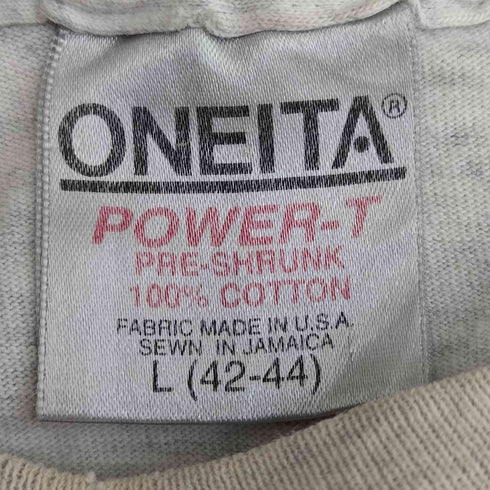 ONEITA®
POWER-T
PRE-SHRUNK
100% COTTON
FABRIC MADE IN U.S.A.
SEWN IN JAMAICA
L (42-44)